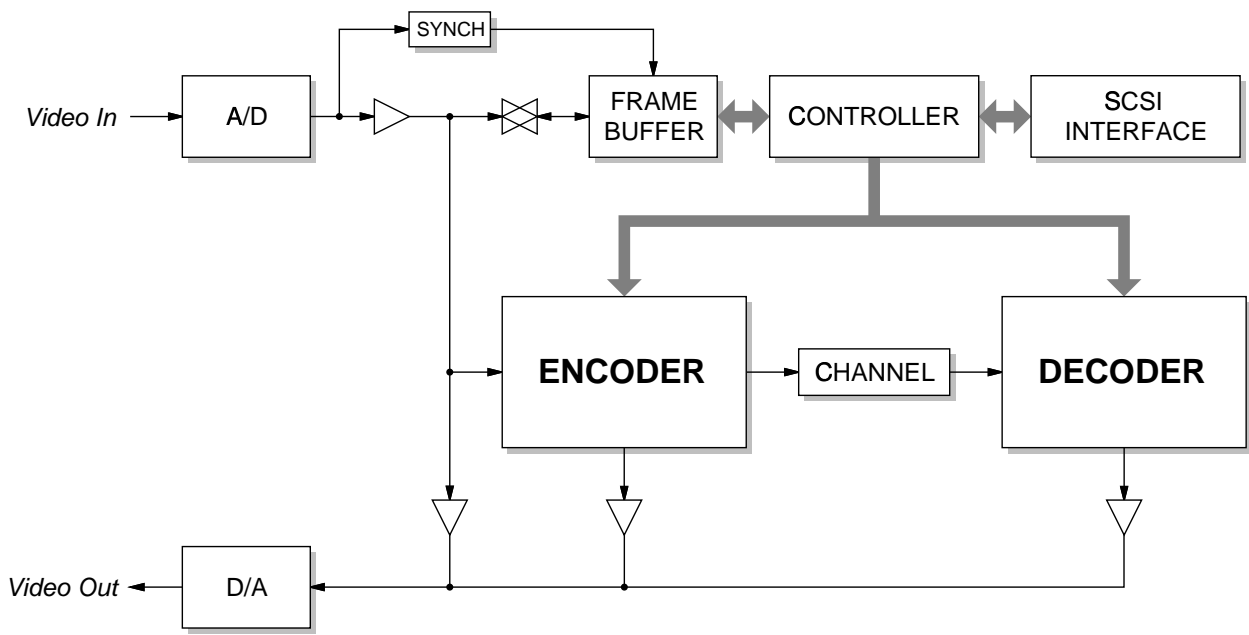 SYNCH
Video In
A/D
FRAME
BUFFER
CONTROLLER
SCSI
INTERFACE
ENCODER
CHANNEL
DECODER
Video Out
D/A